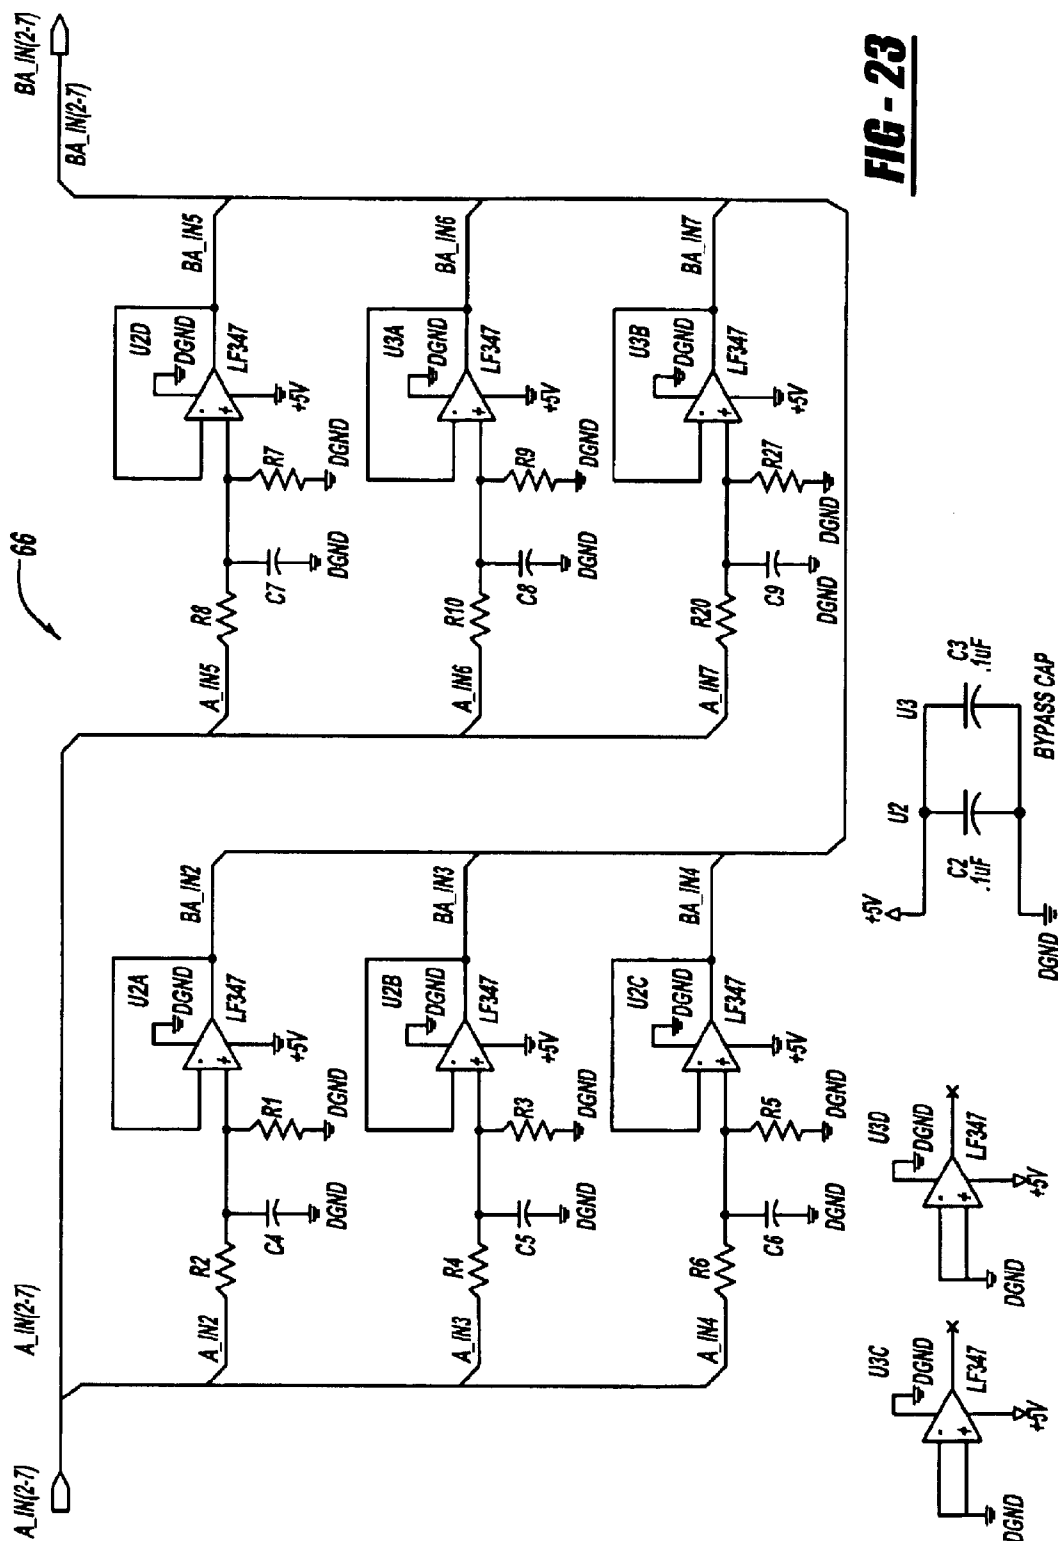 A_IN(2-7)
A_IN(2-7)
BA_IN(2-7)
BA_IN(2-7)
66
A_IN2
R2
C4
DGND
R1
DGND
U2A
DGND
LF347
+5V
BA_IN2
A_IN3
R4
C5
DGND
R3
DGND
U2B
DGND
LF347
+5V
BA_IN3
A_IN4
R6
C6
DGND
R5
DGND
U2C
DGND
LF347
+5V
BA_IN4
A_IN5
R8
C7
DGND
R7
DGND
U2D
DGND
LF347
+5V
BA_IN5
A_IN6
R10
C8
DGND
R9
DGND
U3A
DGND
LF347
+5V
BA_IN6
A_IN7
R20
C9
DGND
R27
DGND
U3B
DGND
LF347
+5V
BA_IN7
U3C
DGND
LF347
+5V
DGND
U3D
DGND
LF347
+5V
DGND
+5V
U2
U3
C2
.1uF
C3
.1uF
DGND
BYPASS CAP
FIG - 23